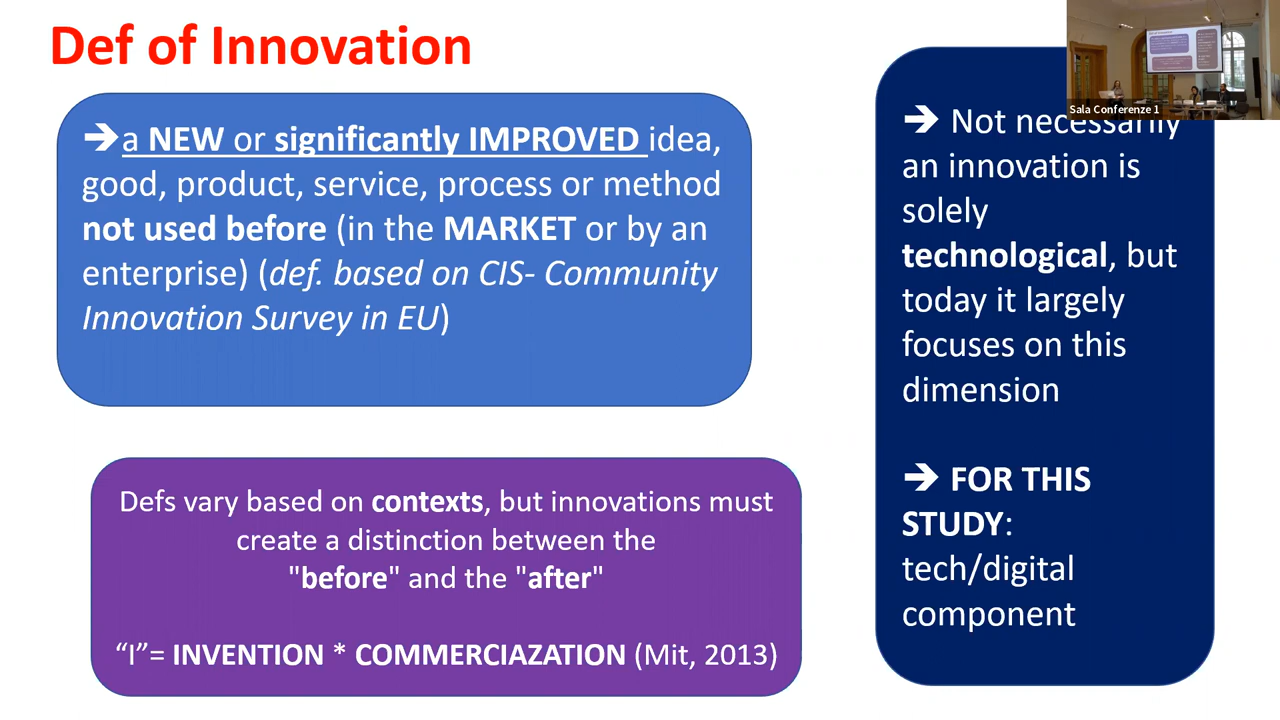 Def of Innovation
➔a NEW or significantly IMPROVED idea,
good, product, service, process or method
not used before (in the MARKET or by an
enterprise) (def. based on CIS- Community
Innovation Survey in EU)
Defs vary based on contexts, but innovations must
create a distinction between the
"before" and the "after"
“I”= INVENTION * COMMERCIAZATION (Mit, 2013)
Sala Conferenze 1
➔ Not necessarily
an innovation is
solely
technological, but
today it largely
focuses on this
dimension
➔ FOR THIS
STUDY:
tech/digital
component